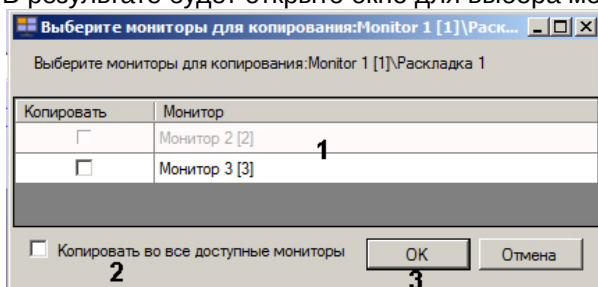 В результате будет открыто окно для выбора мо
Выберите мониторы для копирования:Monitor 1 [1]\Раск...
Выберите мониторы для копирования:Monitor 1 [1]\Раскладка 1
Копировать Монитор
Монитор 2 [2]
1
Монитор 3 [3]
Копировать во все доступные мониторы OK Отмена
2 3